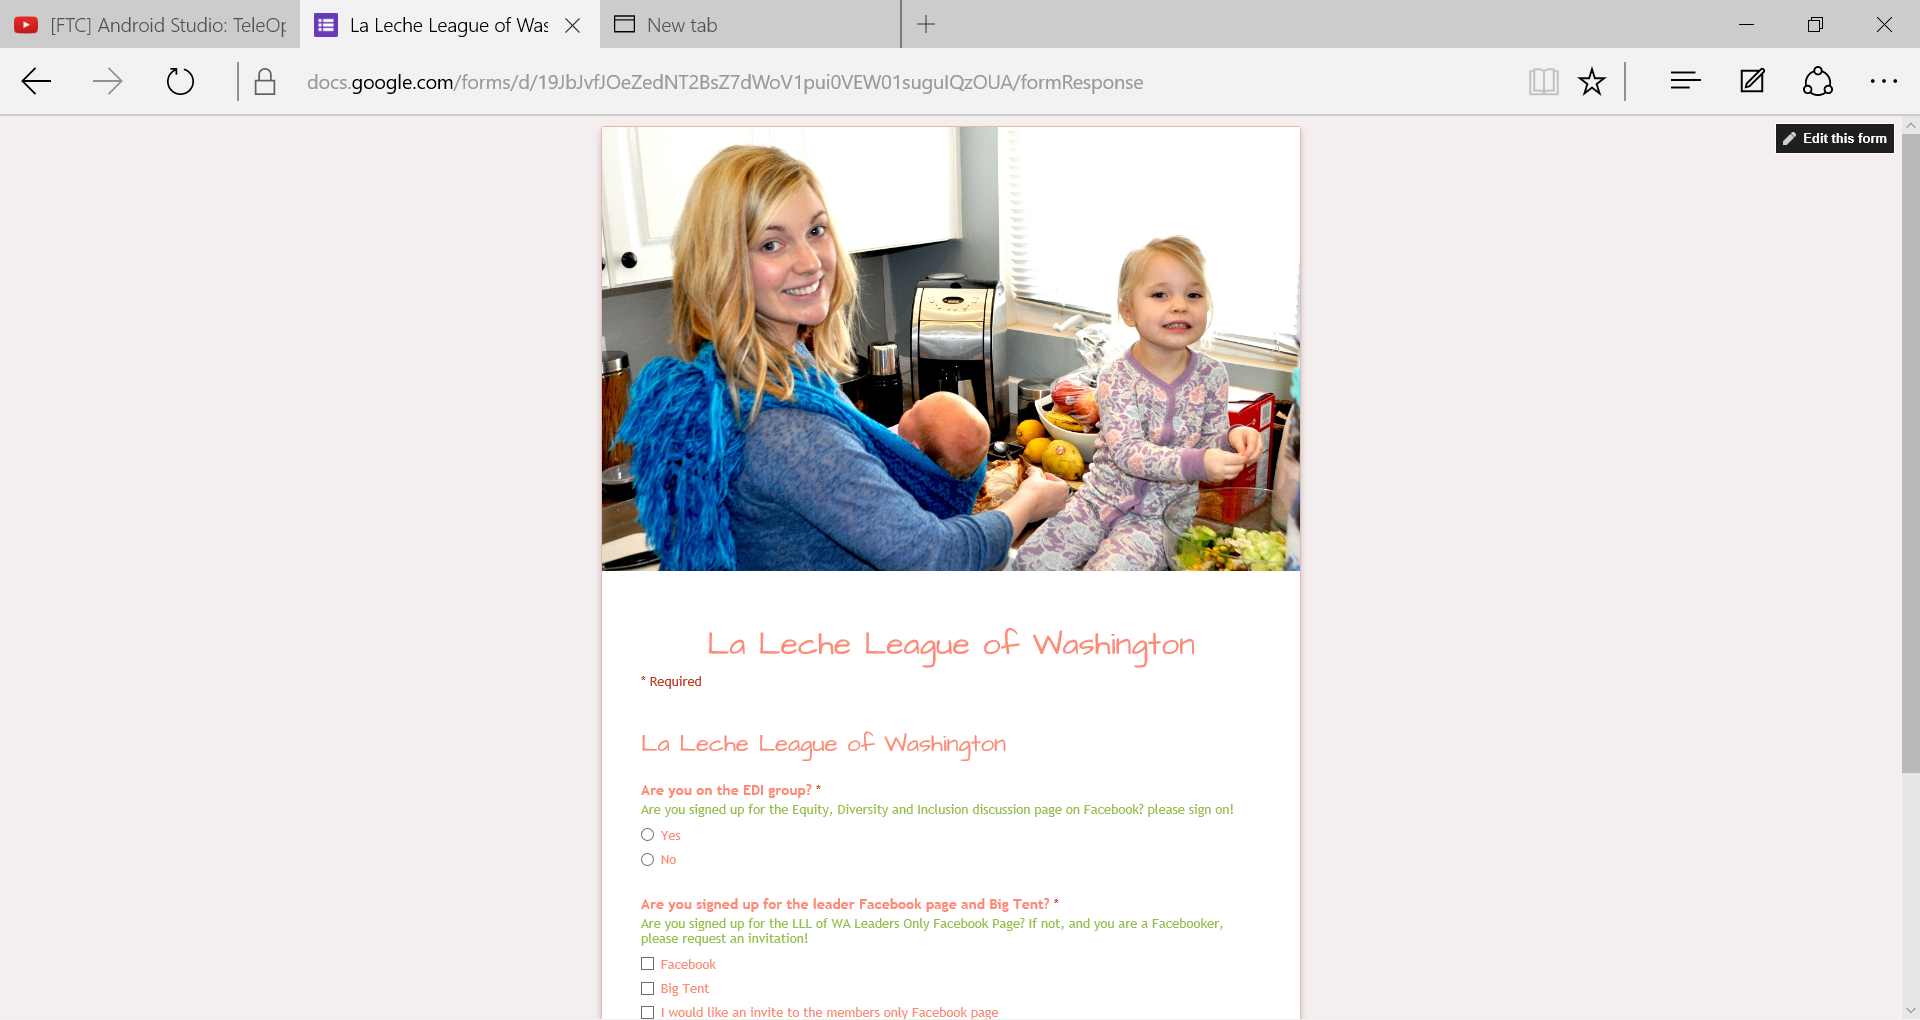 [FTC] Android Studio: TeleOp
La Leche League of Was
New tab
docs.google.com/forms/d/19JbJvfJOeZedNT2BsZ7dWoV1pui0VEW01suguIQzOUA/formResponse
Edit this form
La Leche League of Washington
* Required
La Leche League of Washington
Are you on the EDI group? *
Are you signed up for the Equity, Diversity and Inclusion discussion page on Facebook? please sign on!
Yes
No
Are you signed up for the leader Facebook page and Big Tent? *
Are you signed up for the LLL of WA Leaders Only Facebook Page? If not, and you are a Facebooker,
please request an invitation!
Facebook
Big Tent
I would like an invite to the members only Facebook page